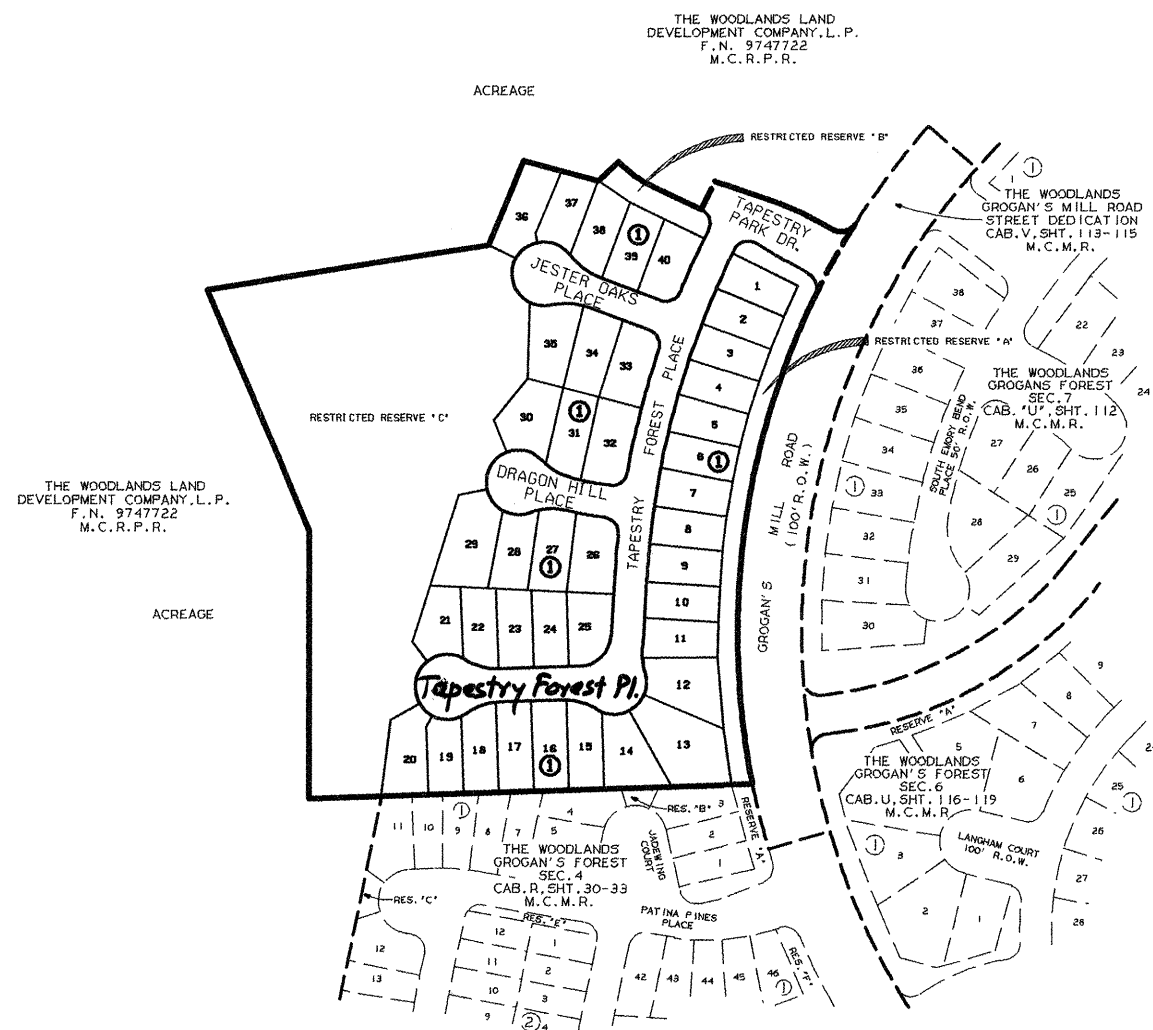 THE WOODLANDS LAND
DEVELOPMENT COMPANY, L.P.
F.N. 9747722
M.C.R.P.R.
ACREAGE
RESTRICTED RESERVE "B"
1
1
THE WOODLANDS
GROGAN'S MILL ROAD
STREET DEDICATION
CAB.V, SHT. 113-115
M.C.M.R.
TAPESTRY
PARK DR.
36
37
38
39
40
1
JESTER OAKS
PLACE
1
2
3
4
5
6
1
7
8
9
10
11
12
13
RESTRICTED RESERVE "A"
35
34
33
30
31
32
1
RESTRICTED RESERVE "C"
TAPESTRY FOREST PLACE
DRAGON HILL
PLACE
29
28
27
26
1
21
22
23
24
25
Tapestry Forest Pl.
20
19
18
17
16
15
14
1
GROGAN'S MILL ROAD
(100' R.O.W.)
THE WOODLANDS LAND
DEVELOPMENT COMPANY, L.P.
F.N. 9747722
M.C.R.P.R.
ACREAGE
38
37
36
35
34
33
32
31
30
1
22
23
24
THE WOODLANDS
GROGANS FOREST
SEC.7
CAB. "U", SHT. 112
M.C.M.R.
SOUTH EMORY BEND
PLACE 50' R.O.W.
27
26
25
28
29
1
RESERVE "A"
9
8
7
5
6
THE WOODLANDS
GROGAN'S FOREST
SEC.6
CAB.U, SHT. 116-119
M.C.M.R.
1
3
2
1
LANGHAM COURT
100' R.O.W.
25
1
26
27
28
11
10
9
8
7
5
4
1
RES. "B"
3
2
1
RESERVE "A"
JADEWING
COURT
THE WOODLANDS
GROGAN'S FOREST
SEC.4
CAB.R, SHT.30-33
M.C.M.R.
RES. "C"
RES. "E"
PATINA PINES
PLACE
12
13
12
11
10
9
1
2
3
4
2
42
43
44
45
46
1
RES. "F"